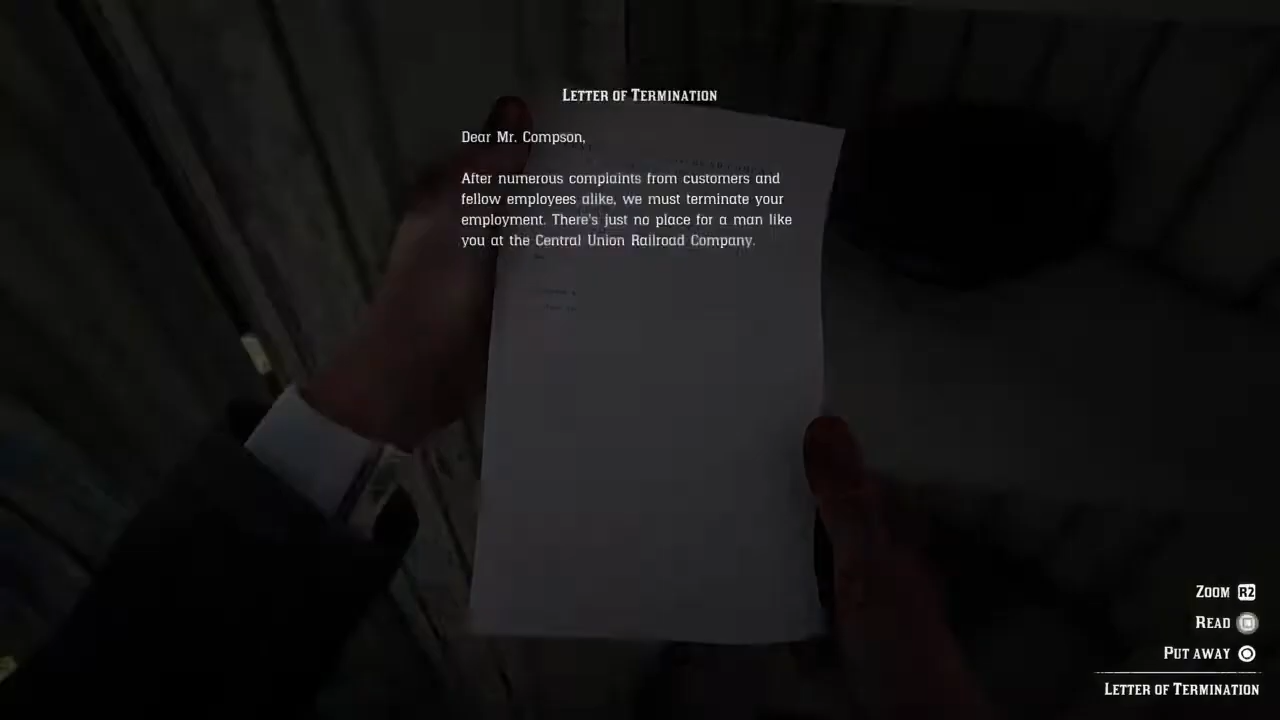 Letter of Termination
Dear Mr. Compson,
After numerous complaints from customers and
fellow employees alike, we must terminate your
employment. There's just no place for a man like
you at the Central Union Railroad Company.
Zoom R2
Read
Put away
Letter of Termination